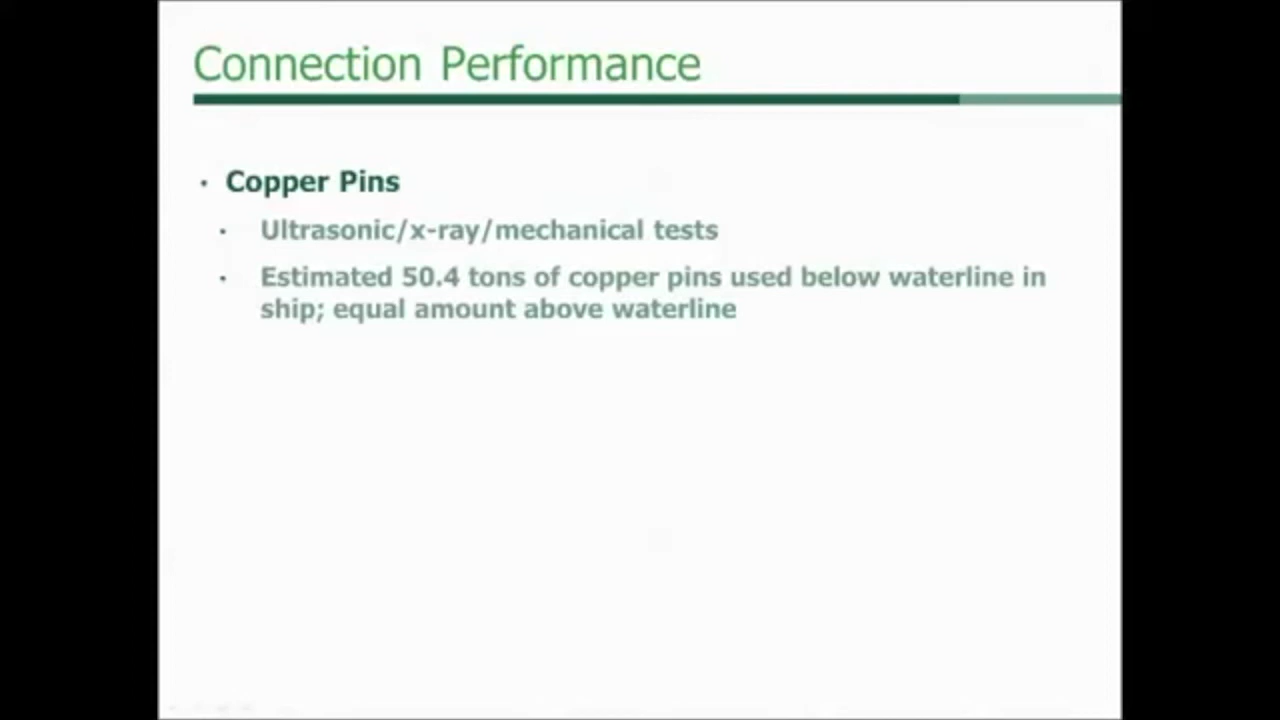 Connection Performance
• Copper Pins
• Ultrasonic/x-ray/mechanical tests
• Estimated 50.4 tons of copper pins used below waterline in
ship; equal amount above waterline